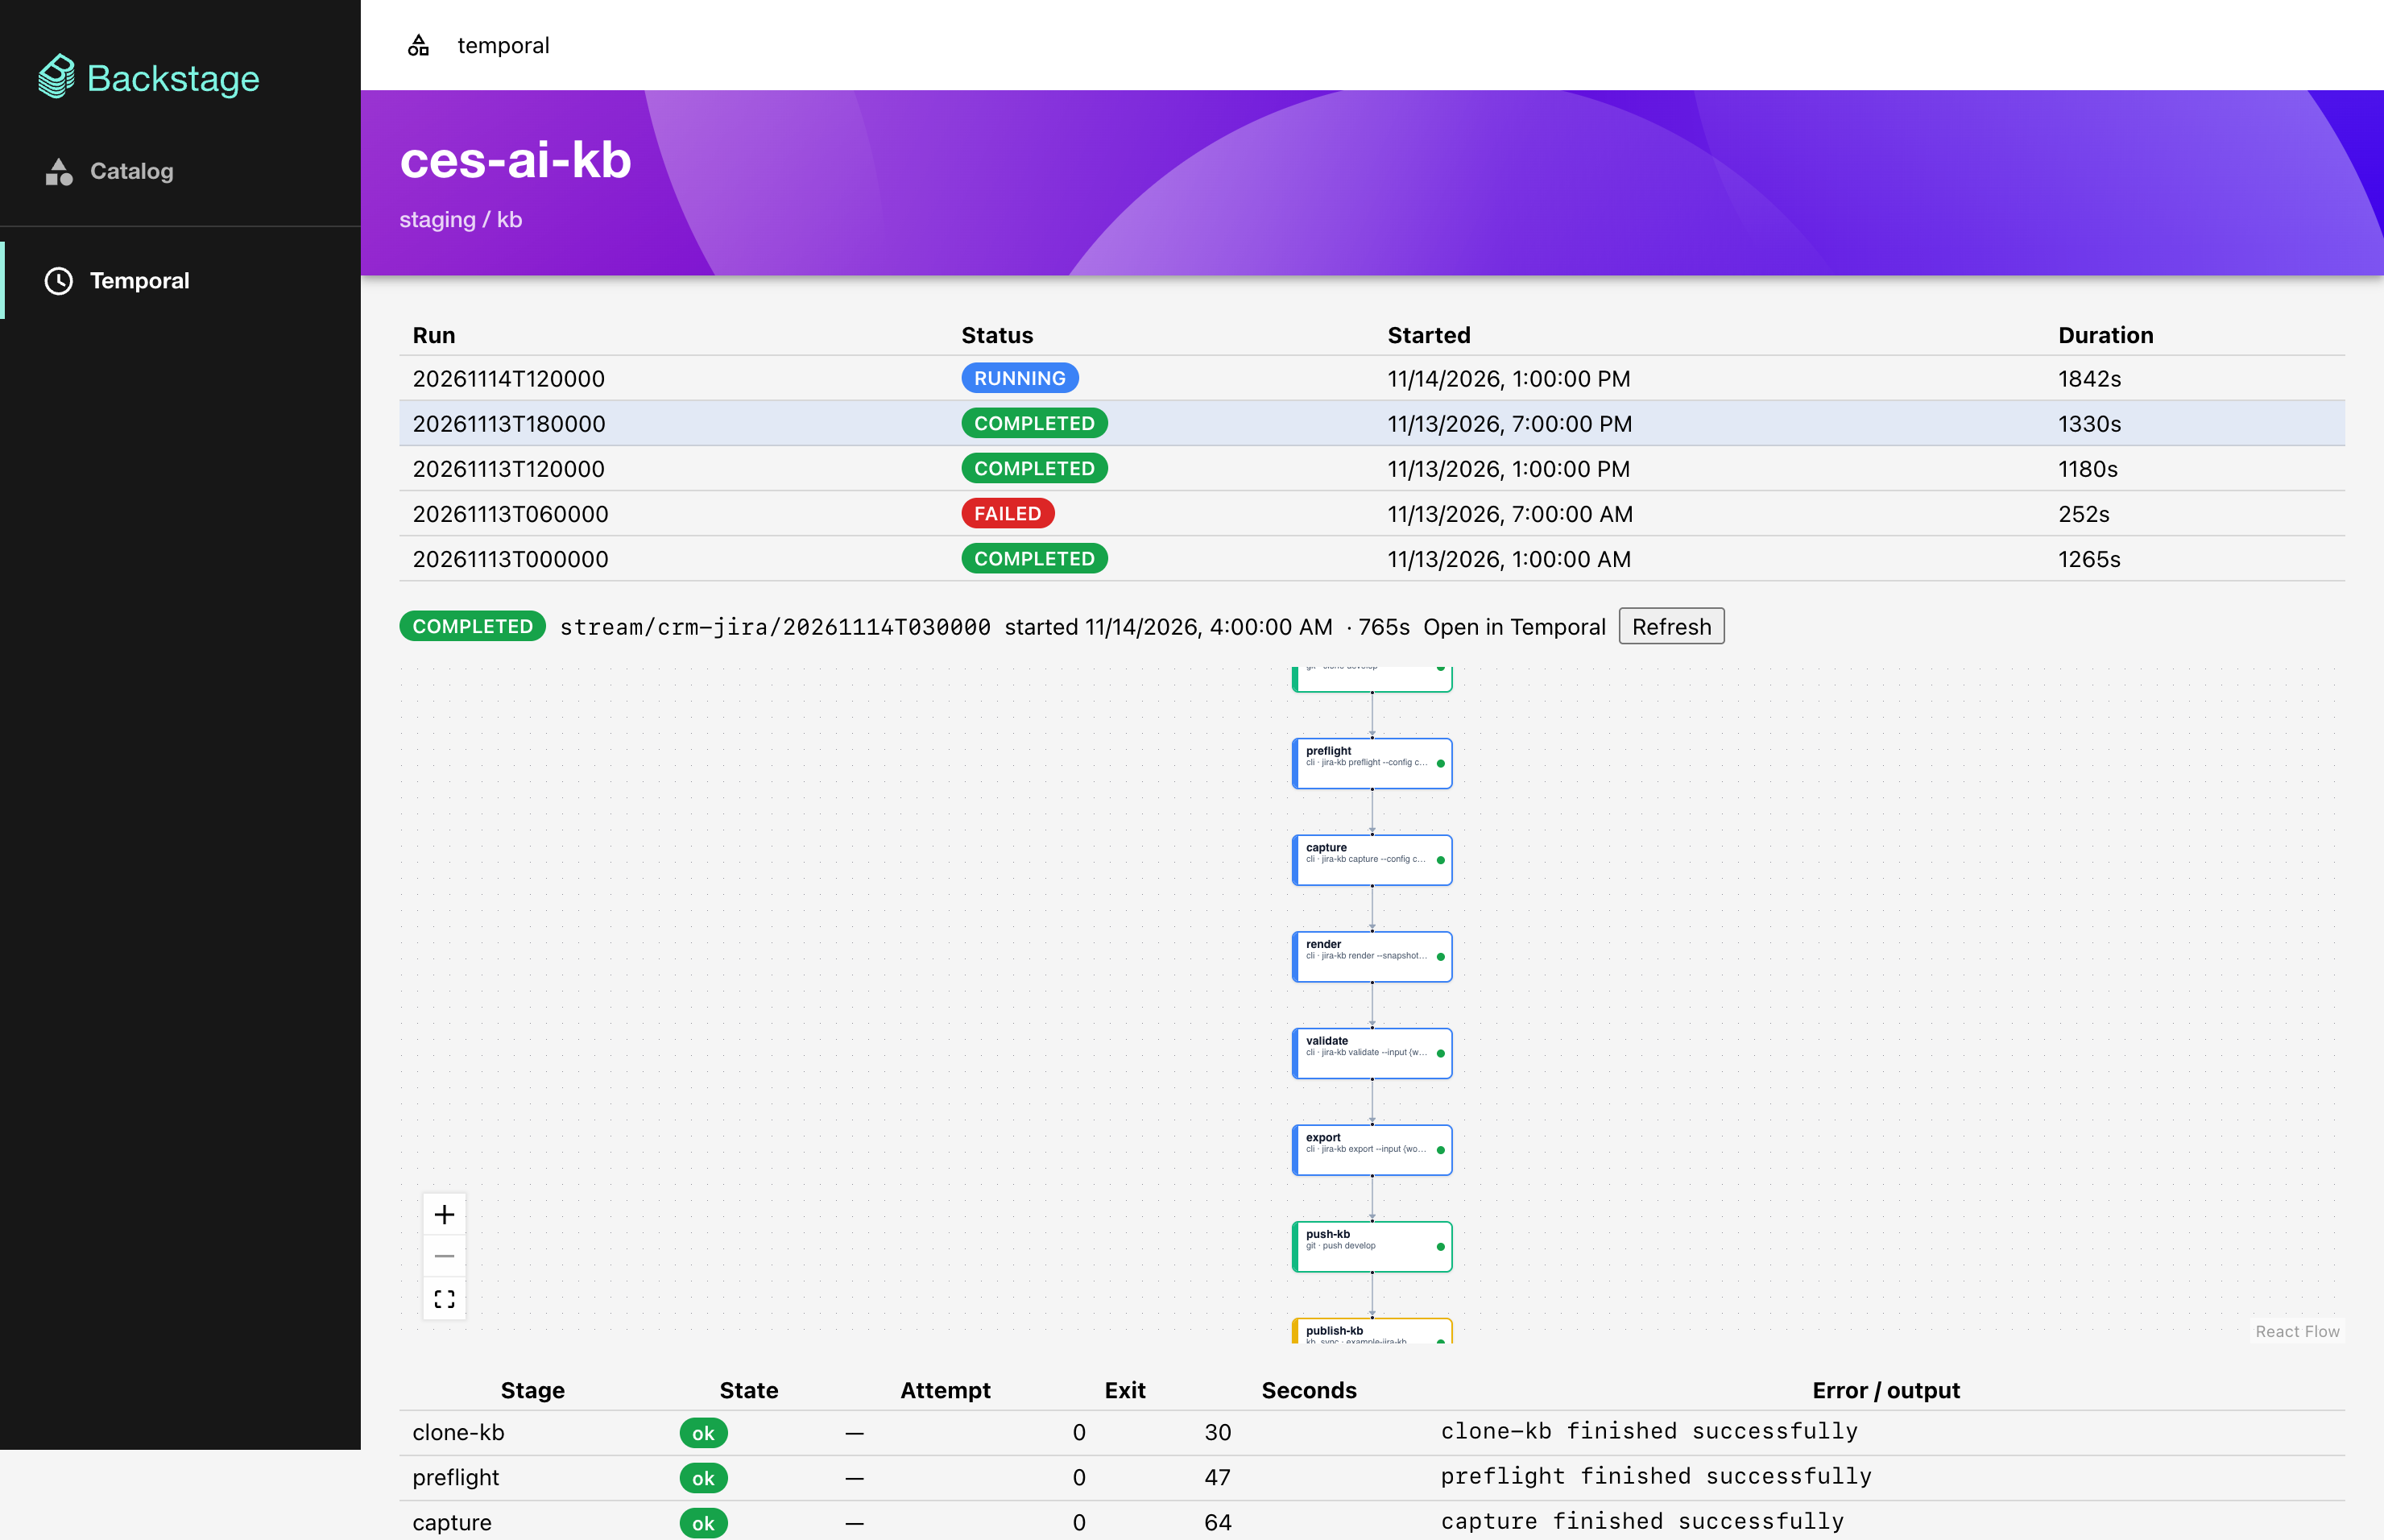 Backstage
Catalog
Temporal
temporal
ces-ai-kb
staging / kb
Run Status Started Duration
20261114T120000 RUNNING 11/14/2026, 1:00:00 PM 1842s
20261113T180000 COMPLETED 11/13/2026, 7:00:00 PM 1330s
20261113T120000 COMPLETED 11/13/2026, 1:00:00 PM 1180s
20261113T060000 FAILED 11/13/2026, 7:00:00 AM 252s
20261113T000000 COMPLETED 11/13/2026, 1:00:00 AM 1265s
COMPLETED stream/crm-jira/20261114T030000 started 11/14/2026, 4:00:00 AM · 765s Open in Temporal Refresh
preflight
cli · jira-kb preflight --config c...
capture
cli · jira-kb capture --config c...
render
cli · jira-kb render --snapshot...
validate
cli · jira-kb validate --input {w...
export
cli · jira-kb export --input {wo...
push-kb
git · push develop
publish-kb
kb_sync · example-jira-kb
React Flow
Stage State Attempt Exit Seconds Error / output
clone-kb ok — 0 30 clone-kb finished successfully
preflight ok — 0 47 preflight finished successfully
capture ok — 0 64 capture finished successfully